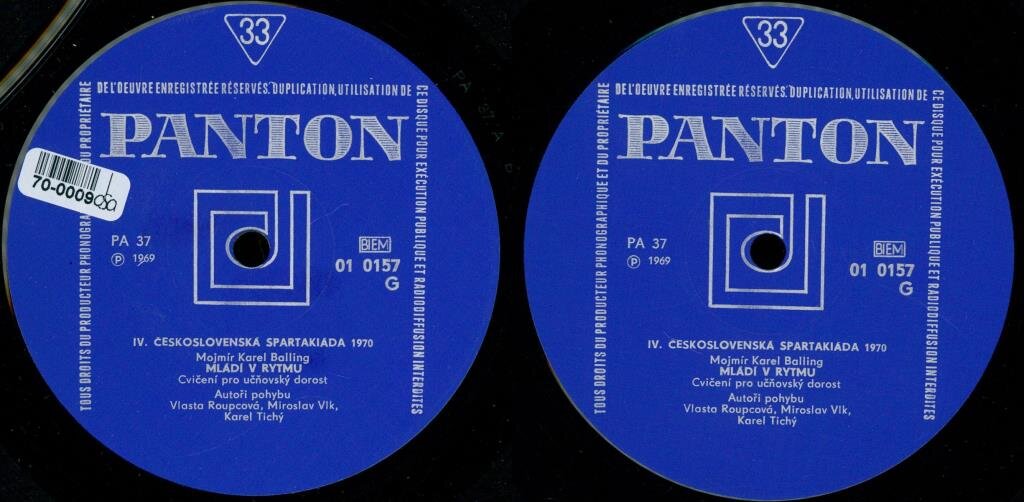 33
DE L'OEUVRE ENREGISTRÉE RÉSERVÉS. DUPLICATION, UTILISATION DE
CE DISQUE POUR EXÉCUTION PUBLIQUE ET RADIODIFFUSION INTERDITES
TOUS DROITS DU PRODUCTEUR PHONOGRA DU PROPRIÉTAIRE
PANTON
70-0009
PA 37
Ⓟ 1969
BIEM
01 0157
G
IV. ČESKOSLOVENSKÁ SPARTAKIÁDA 1970
Mojmír Karel Balling
MLÁDÍ V RYTMU
Cvičení pro učňovský dorost
Autoři pohybu
Vlasta Roupcová, Miroslav Vlk,
Karel Tichý
PA 37 A
33
DE L'OEUVRE ENREGISTRÉE RÉSERVÉS. DUPLICATION, UTILISATION DE
CE DISQUE POUR EXÉCUTION PUBLIQUE ET RADIODIFFUSION INTERDITES
TOUS DROITS DU PRODUCTEUR PHONOGRAPHIQUE ET DU PROPRIÉTAIRE
PANTON
PA 37
Ⓟ 1969
BIEM
01 0157
G
IV. ČESKOSLOVENSKÁ SPARTAKIÁDA 1970
Mojmír Karel Balling
MLÁDÍ V RYTMU
Cvičení pro učňovský dorost
Autoři pohybu
Vlasta Roupcová, Miroslav Vlk,
Karel Tichý